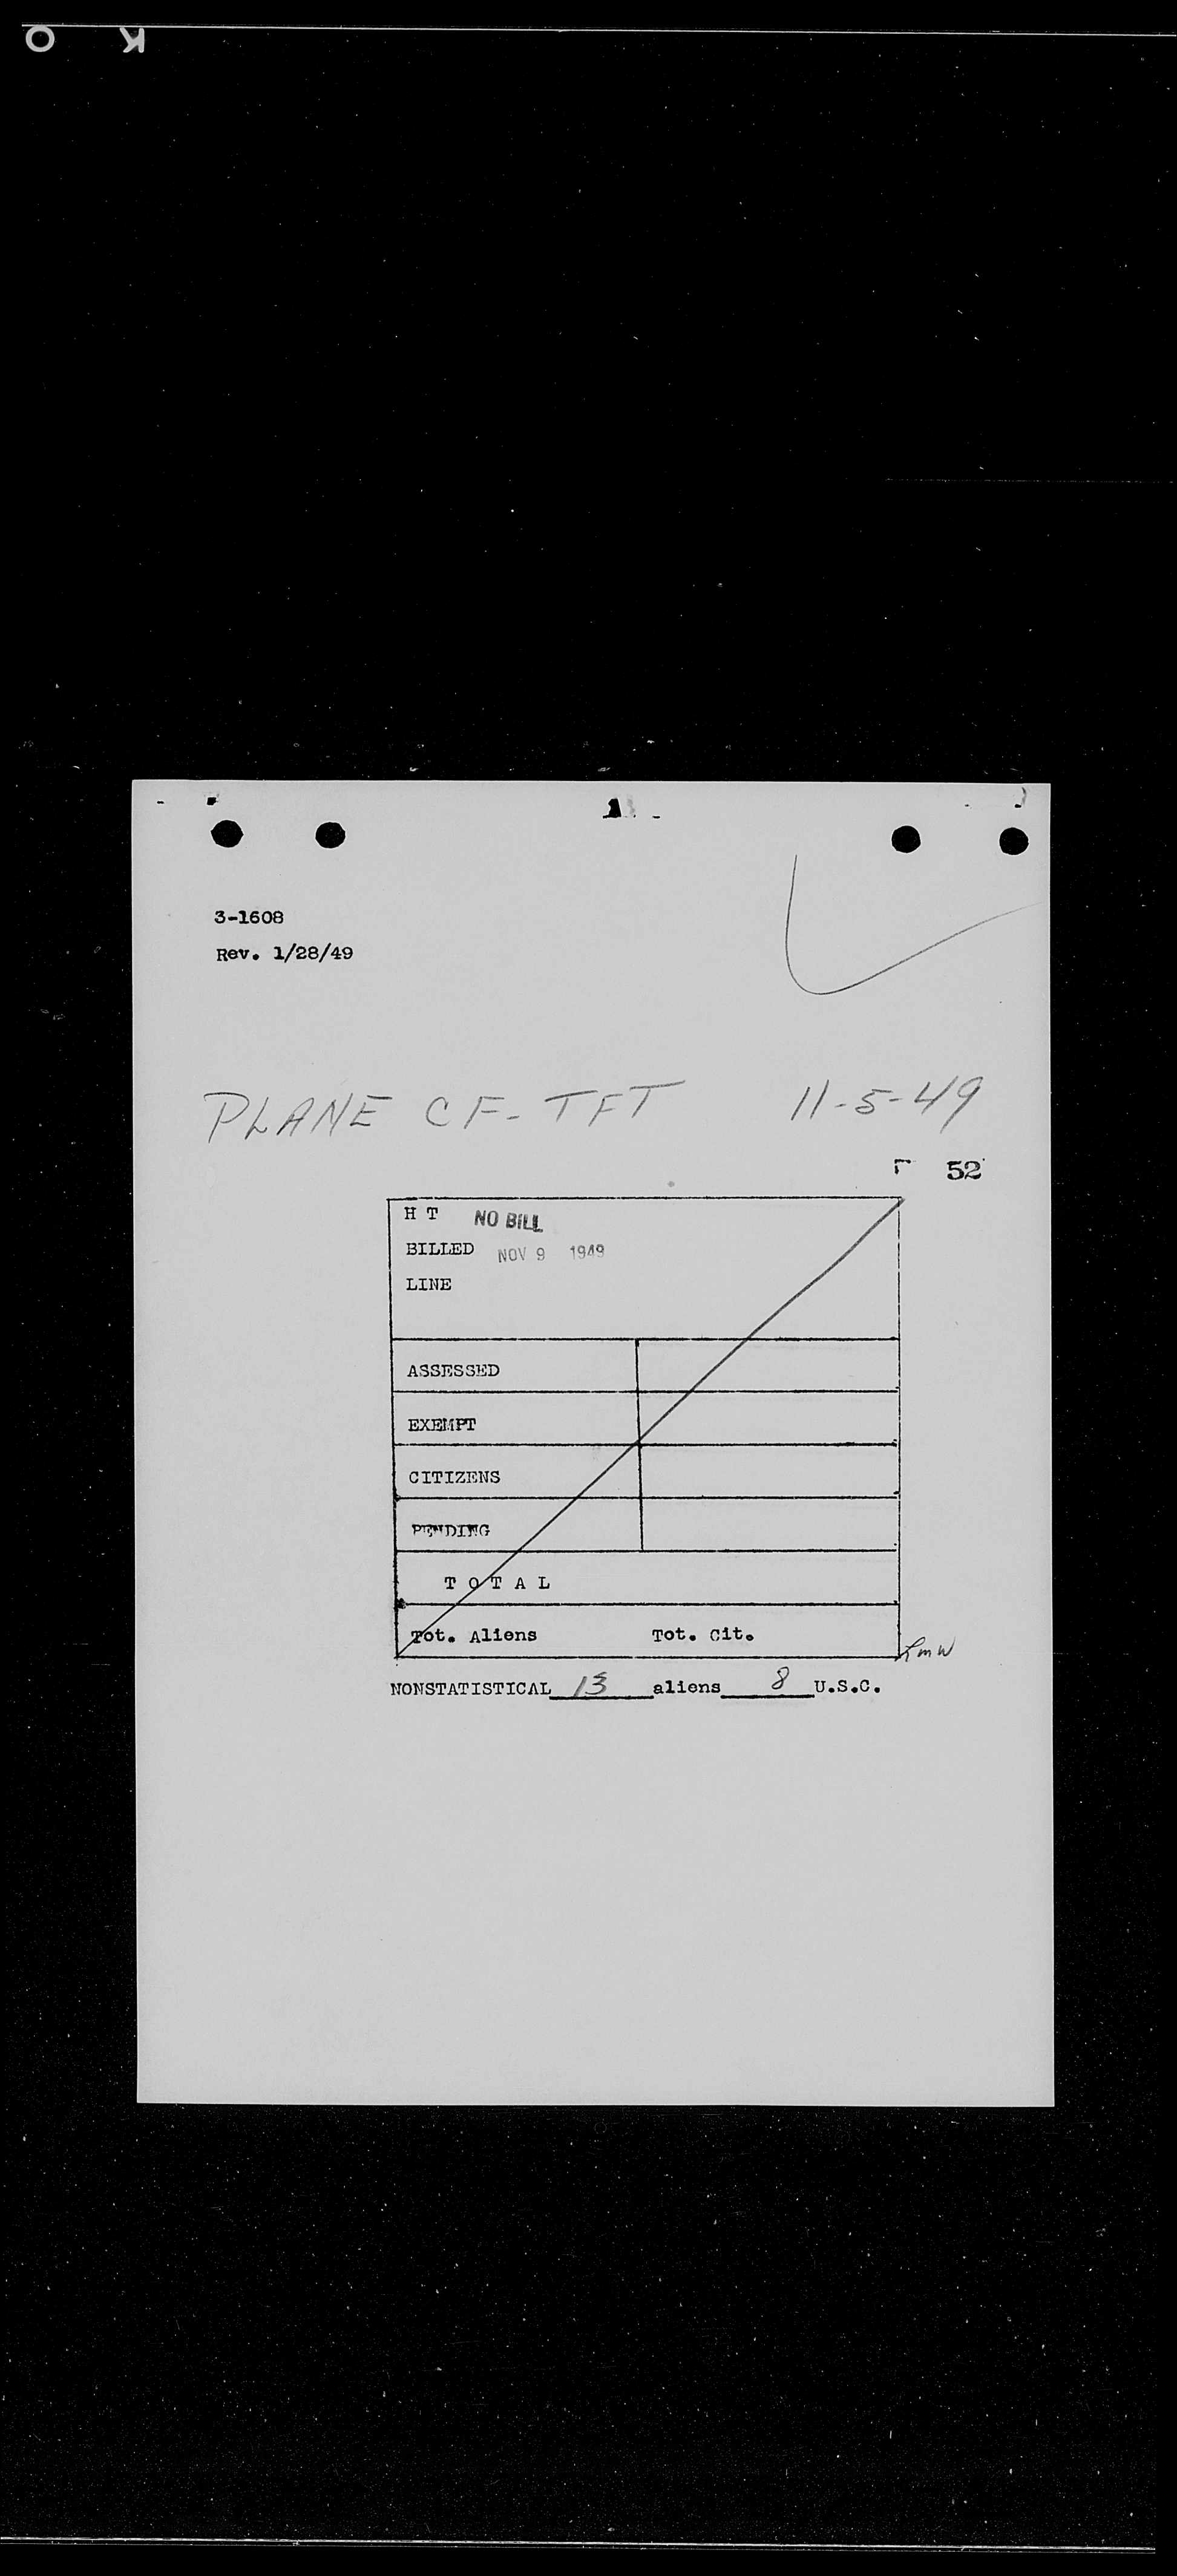 O K
3-1608
Rev. 1/28/49
PLANE CF-TFT 11-5-49
52
H T NO BILL
BILLED NOV 9 1949
LINE
ASSESSED
EXEMPT
CITIZENS
PENDING
T O T A L
Tot. Aliens Tot. Cit.
NONSTATISTICAL 13 aliens 8 U.S.C.